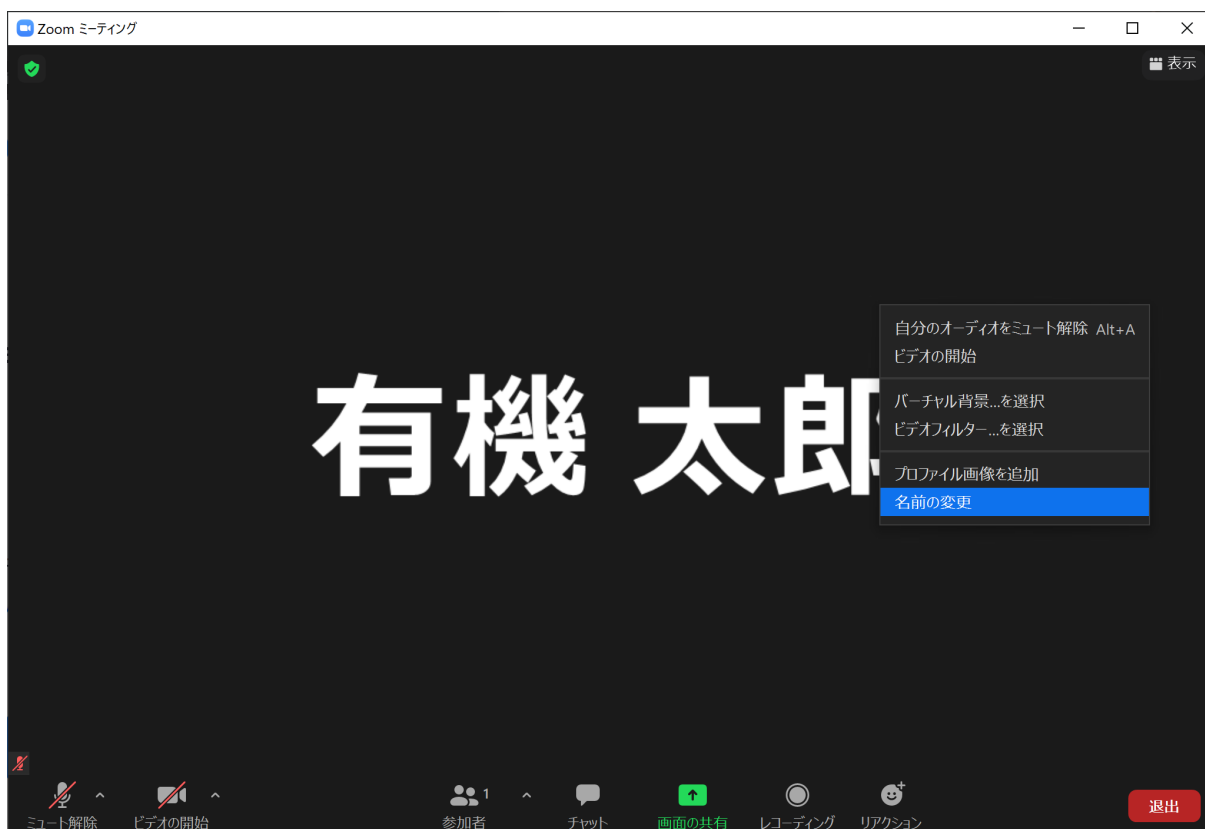 Zoom ミーティング
表示
自分のオーディオをミュート解除 Alt+A
ビデオの開始
バーチャル背景...を選択
ビデオフィルター...を選択
プロファイル画像を追加
名前の変更
有機 太郎
1
ミュート解除
ビデオの開始
参加者
チャット
画面の共有
レコーディング
リアクション
退出